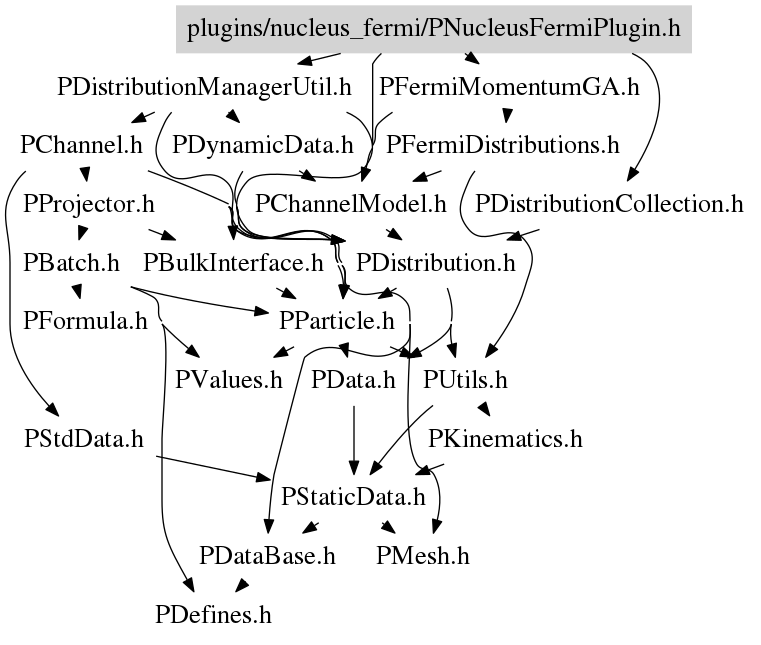 plugins/nucleus_fermi/PNucleusFermiPlugin.h
PDistributionManagerUtil.h PFermiMomentumGA.h
PChannel.h PDynamicData.h PFermiDistributions.h
PProjector.h PChannelModel.h PDistributionCollection.h
PBatch.h PBulkInterface.h PDistribution.h
PFormula.h PParticle.h
PValues.h PData.h PUtils.h
PStdData.h PKinematics.h
PStaticData.h
PDataBase.h PMesh.h
PDefines.h